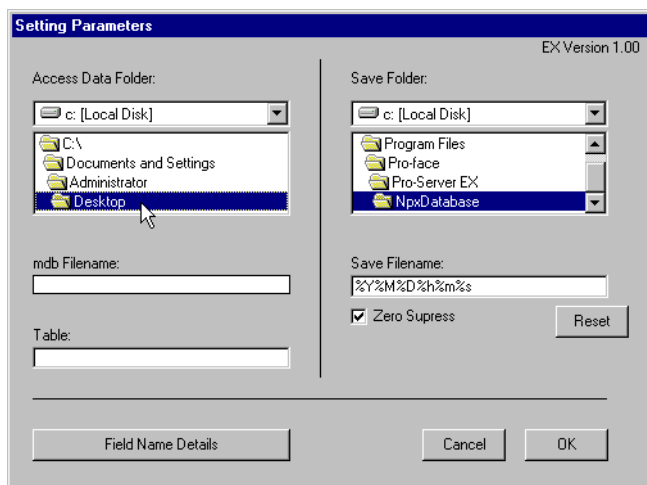 Setting Parameters
EX Version 1.00
Access Data Folder:
c: [Local Disk]
C:\
Documents and Settings
Administrator
Desktop
mdb Filename:
Table:
Save Folder:
c: [Local Disk]
Program Files
Pro-face
Pro-Server EX
NpxDatabase
Save Filename:
%Y%M%D%h%m%s
Zero Supress
Reset
Field Name Details
Cancel
OK